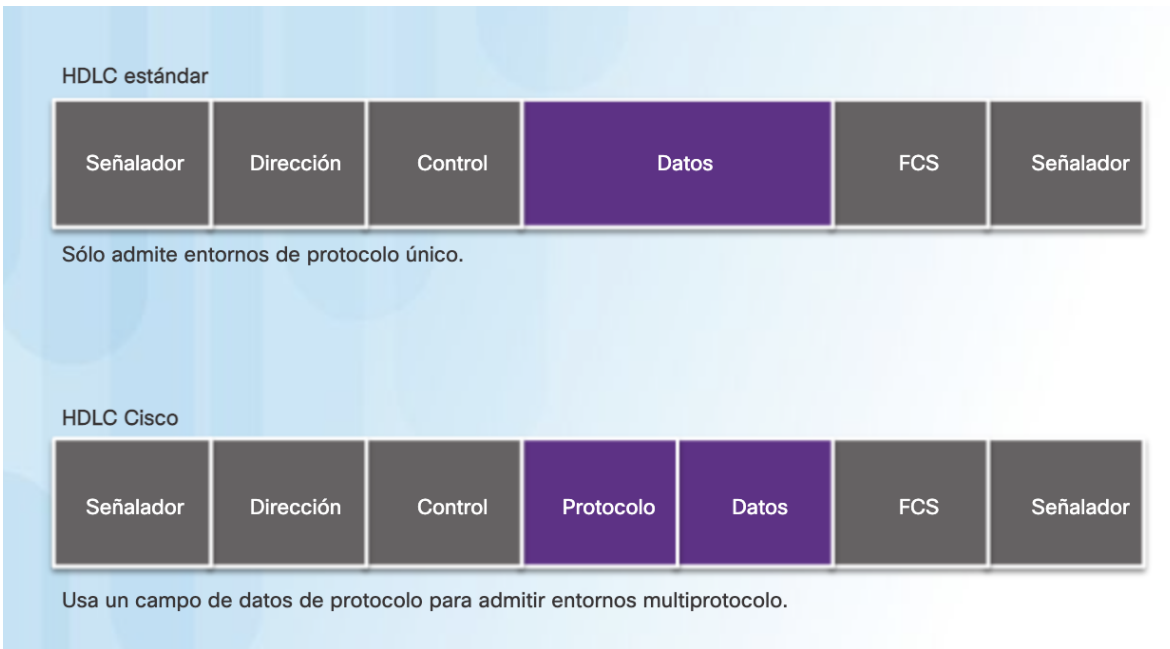 HDLC estándar
Señalador Dirección Control Datos FCS Señalador
Sólo admite entornos de protocolo único.
HDLC Cisco
Señalador Dirección Control Protocolo Datos FCS Señalador
Usa un campo de datos de protocolo para admitir entornos multiprotocolo.